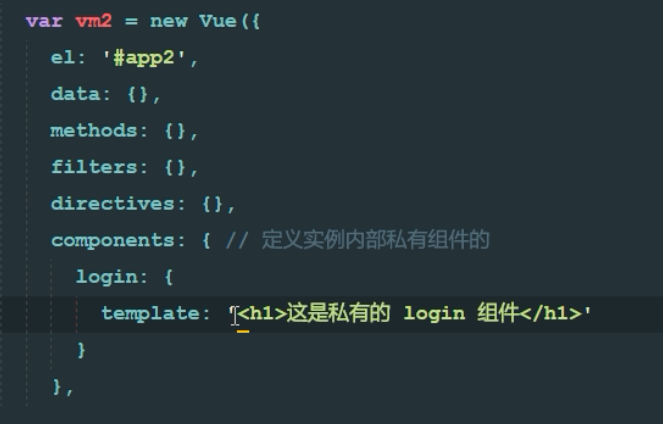 var vm2 = new Vue({
el: '#app2',
data: {},
methods: {},
filters: {},
directives: {},
components: { // 定义实例内部私有组件的
login: {
template: '<h1>这是私有的 login 组件</h1>'
}
},